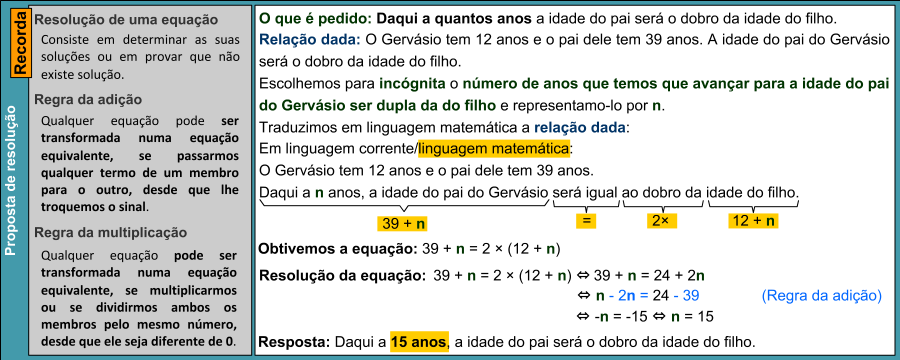 Proposta de resolução
Recorda
Resolução de uma equação
Consiste em determinar as suas
soluções ou em provar que não
existe solução.
Regra da adição
Qualquer equação pode ser
transformada numa equação
equivalente, se passarmos
qualquer termo de um membro
para o outro, desde que lhe
troquemos o sinal.
Regra da multiplicação
Qualquer equação pode ser
transformada numa equação
equivalente, se multiplicarmos
ou se dividirmos ambos os
membros pelo mesmo número,
desde que ele seja diferente de 0.
O que é pedido: Daqui a quantos anos a idade do pai será o dobro da idade do filho.
Relação dada: O Gervásio tem 12 anos e o pai dele tem 39 anos. A idade do pai do Gervásio
será o dobro da idade do filho.
Escolhemos para incógnita o número de anos que temos que avançar para a idade do pai
do Gervásio ser dupla da do filho e representamo-lo por n.
Traduzimos em linguagem matemática a relação dada:
Em linguagem corrente/linguagem matemática:
O Gervásio tem 12 anos e o pai dele tem 39 anos.
Daqui a n anos, a idade do pai do Gervásio será igual ao dobro da idade do filho.
39 + n = 2× 12 + n
Obtivemos a equação: 39 + n = 2 × (12 + n)
Resolução da equação: 39 + n = 2 × (12 + n) ⇔ 39 + n = 24 + 2n
⇔ n - 2n = 24 - 39 (Regra da adição)
⇔ -n = -15 ⇔ n = 15
Resposta: Daqui a 15 anos, a idade do pai será o dobro da idade do filho.